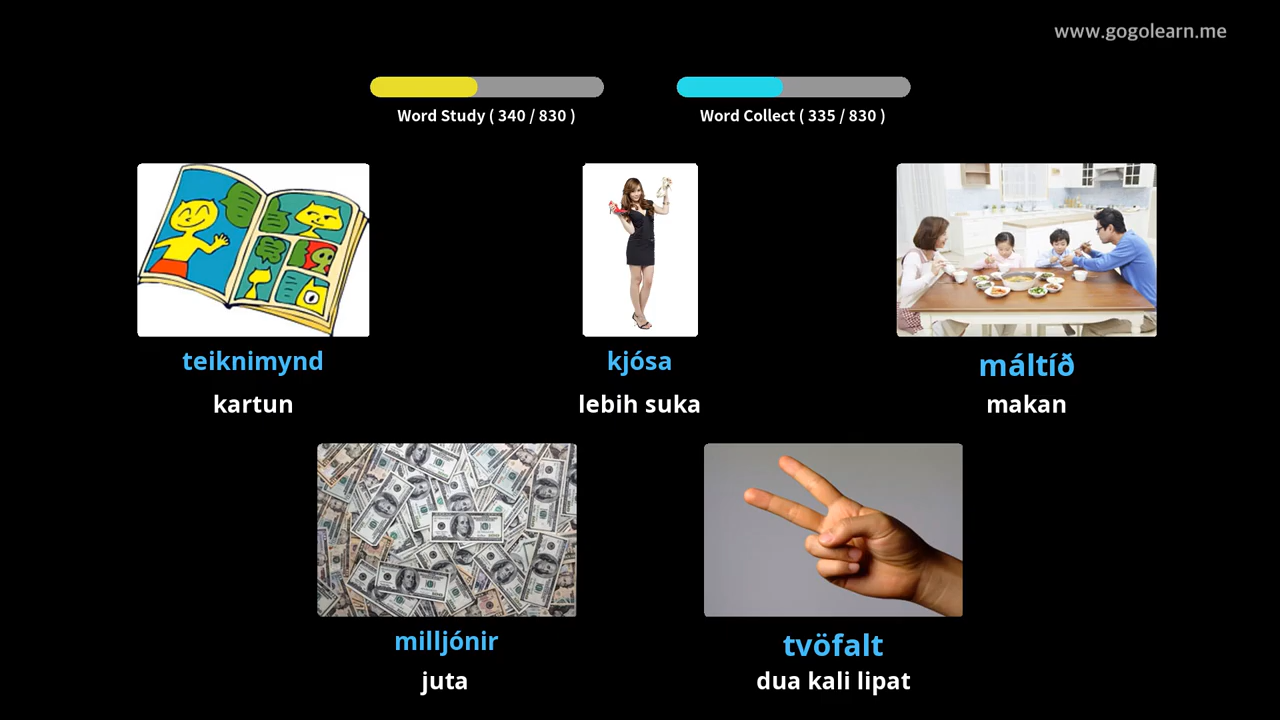 www.gogolearn.me
Word Study ( 340 / 830 )
Word Collect ( 335 / 830 )
teiknimynd
kjósa
máltíð
kartun
lebih suka
makan
milljónir
tvöfalt
juta
dua kali lipat